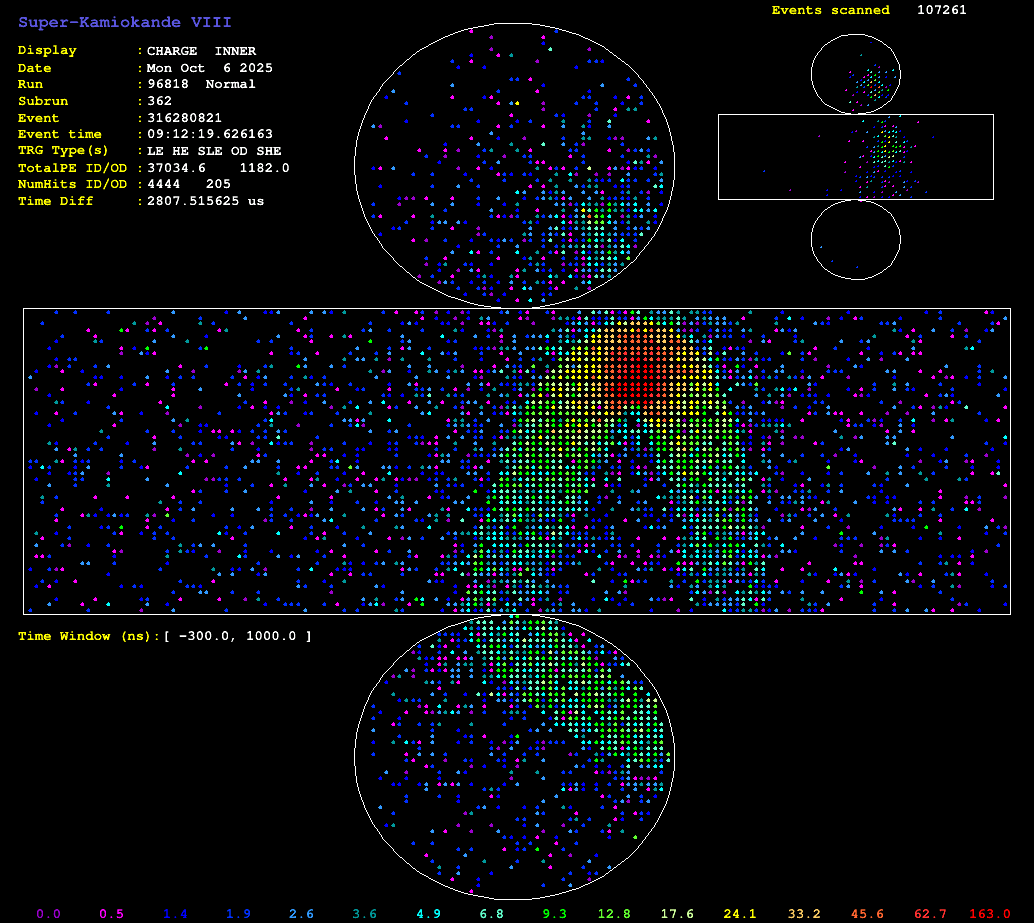 Super-Kamiokande VIII
Events scanned 107261
Display : CHARGE INNER
Date : Mon Oct 6 2025
Run : 96818 Normal
Subrun : 362
Event : 316280821
Event time : 09:12:19.626163
TRG Type(s) : LE HE SLE OD SHE
TotalPE ID/OD : 37034.6 1182.0
NumHits ID/OD : 4444 205
Time Diff : 2807.515625 us
Time Window (ns):[ -300.0, 1000.0 ]
0.0 0.5 1.4 1.9 2.6 3.6 4.9 6.8 9.3 12.8 17.6 24.1 33.2 45.6 62.7 163.0